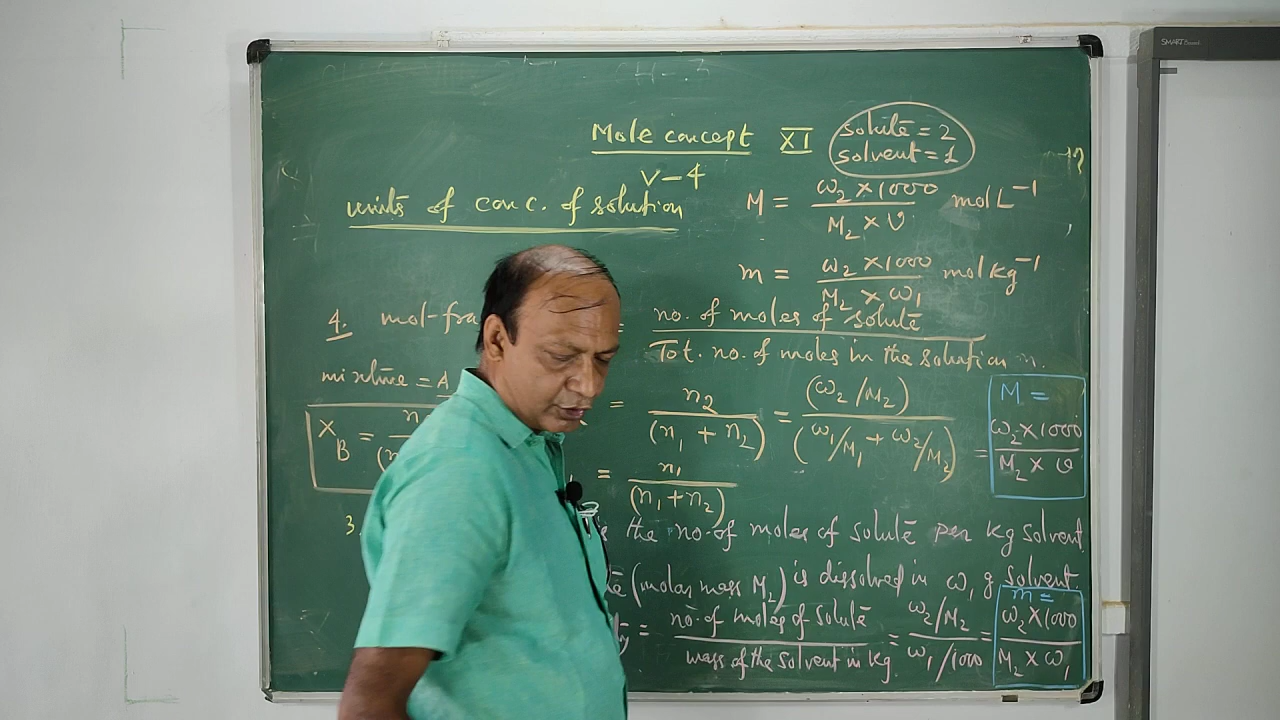 SMART Board
Mole concept XI
solute = 2
solvent = 1
V-4
units of conc. of solution
M = ω₂ × 1000 / M₂ × v mol L⁻¹
m = ω₂ × 1000 / M₂ × ω₁ mol kg⁻¹
4. mol-fra = no. of moles of solute / Tot. no. of moles in the solution
mixture = A
= n₂ / (n₁ + n₂) = (ω₂/M₂) / (ω₁/M₁ + ω₂/M₂) =
M = ω₂ × 1000 / M₂ × v
x_B = n
= n₁ / (n₁ + n₂)
3.
the no. of moles of solute per kg solvent
(molar mass M₂) is dissolved in ω₁ g solvent
= no. of moles of solute / mass of the solvent in kg = ω₂/M₂ / ω₁/1000 =
m = ω₂ × 1000 / M₂ × ω₁